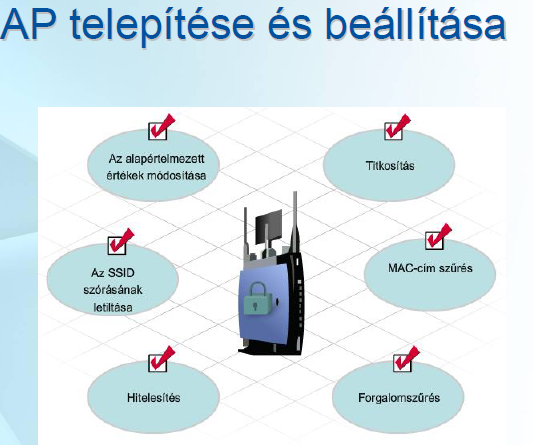 AP telepítése és beállítása
Az alapértelmezett
értékek módosítása
Titkosítás
Az SSID
szórásának
letiltása
MAC-cím szűrés
Hitelesítés
Forgalomszűrés